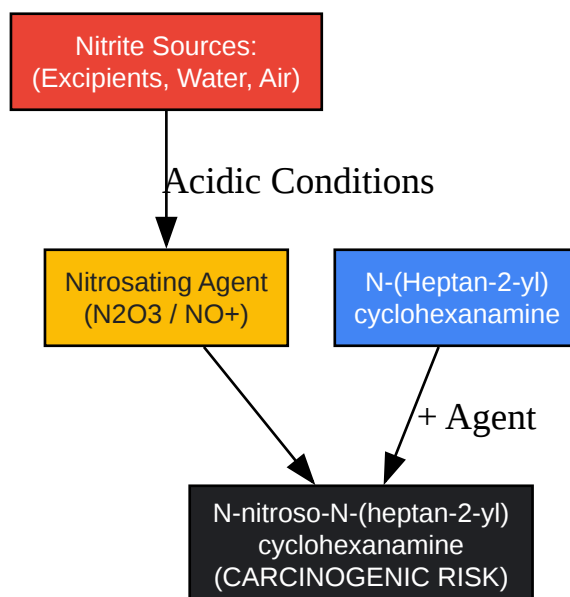 Nitrite Sources:
(Excipients, Water, Air)
Acidic Conditions
Nitrosating Agent
(N2O3 / NO+)
N-(Heptan-2-yl)
cyclohexanamine
+ Agent
N-nitroso-N-(heptan-2-yl)
cyclohexanamine
(CARCINOGENIC RISK)